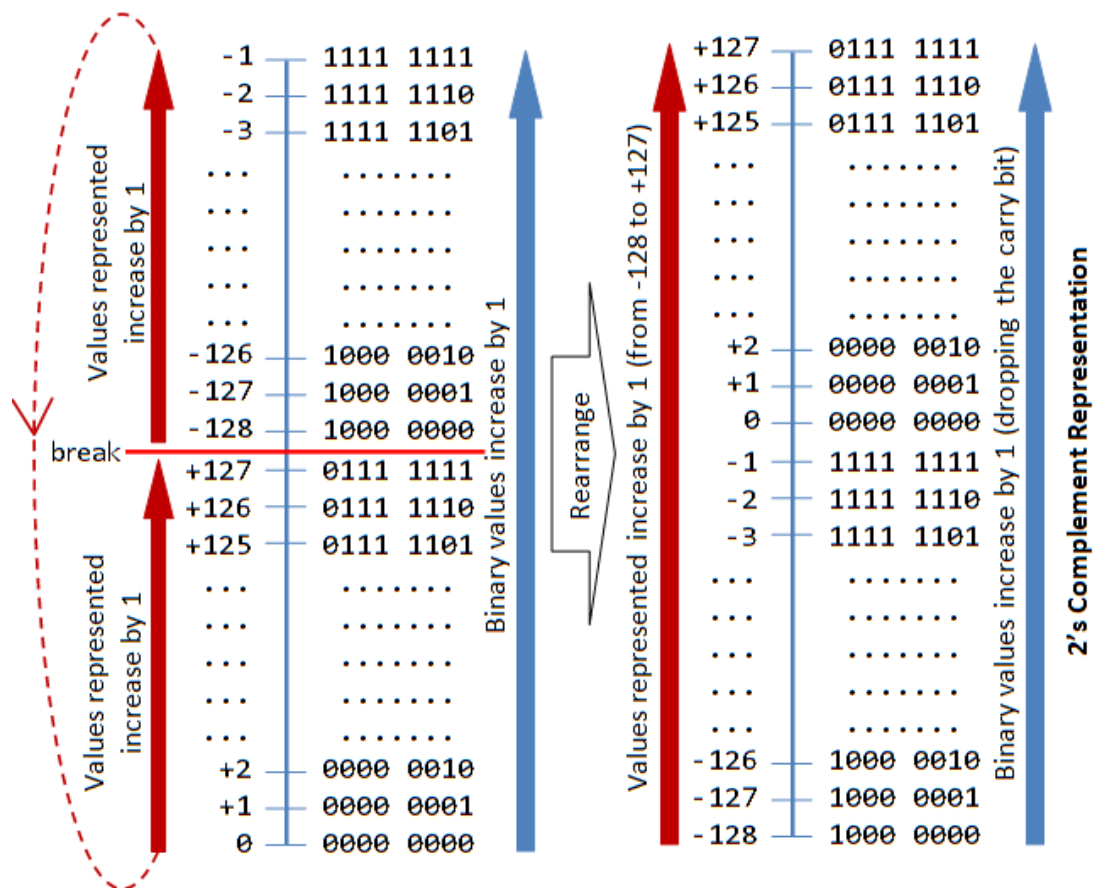 -1 1111 1111
-2 1111 1110
-3 1111 1101
... .......
... .......
... .......
... .......
... .......
-126 1000 0010
-127 1000 0001
-128 1000 0000
break
+127 0111 1111
+126 0111 1110
+125 0111 1101
... .......
... .......
... .......
... .......
... .......
+2 0000 0010
+1 0000 0001
0 0000 0000
Values represented
increase by 1
Values represented
increase by 1
Binary values increase by 1
Rearrange
Values represented increase by 1 (from -128 to +127)
+127 0111 1111
+126 0111 1110
+125 0111 1101
... .......
... .......
... .......
... .......
... .......
+2 0000 0010
+1 0000 0001
0 0000 0000
-1 1111 1111
-2 1111 1110
-3 1111 1101
... .......
... .......
... .......
... .......
... .......
-126 1000 0010
-127 1000 0001
-128 1000 0000
Binary values increase by 1 (dropping the carry bit)
2's Complement Representation